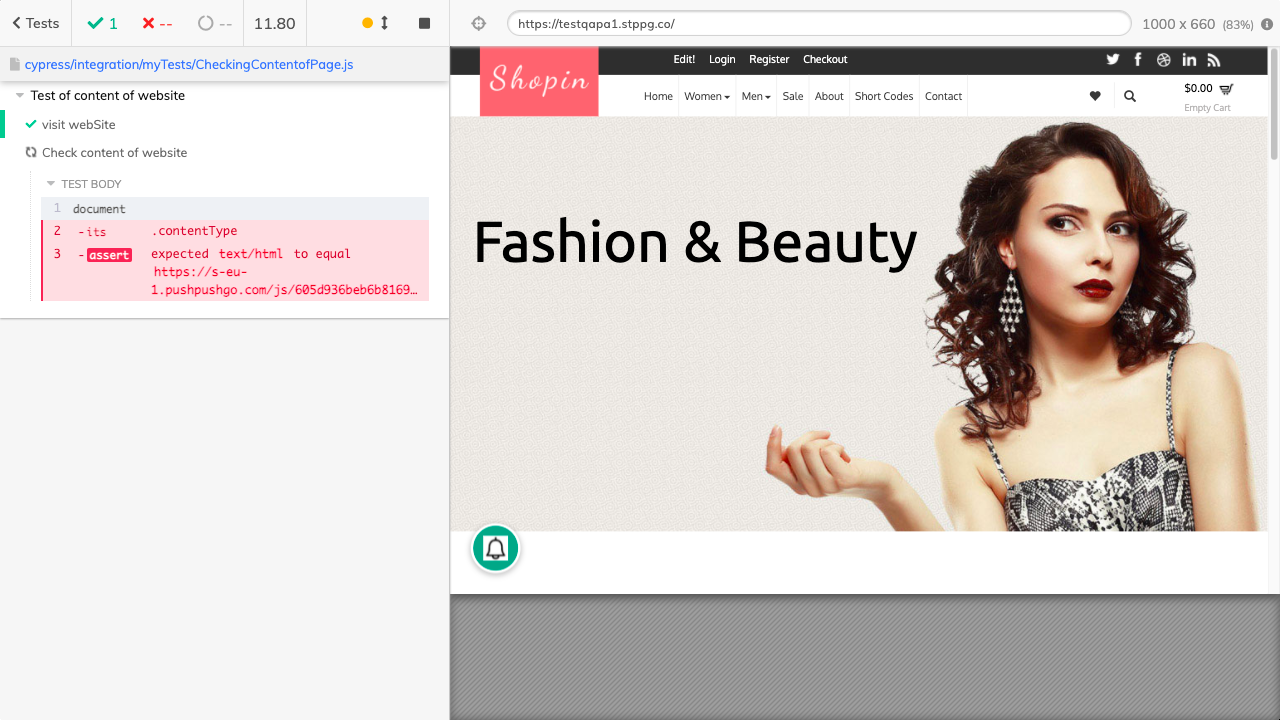 Tests
1
--
--
11.80
https://testqapa1.stppg.co/
1000 x 660 (83%)
cypress/integration/myTests/CheckingContentofPage.js
Test of content of website
visit webSite
Check content of website
TEST BODY
1 document
2 -its .contentType
3 -assert expected text/html to equal
https://s-eu-
1.pushpushgo.com/js/605d936beb6b8169…
Edit! Login Register Checkout
Shopin
Home Women Men Sale About Short Codes Contact
$0.00
Empty Cart
Fashion & Beauty